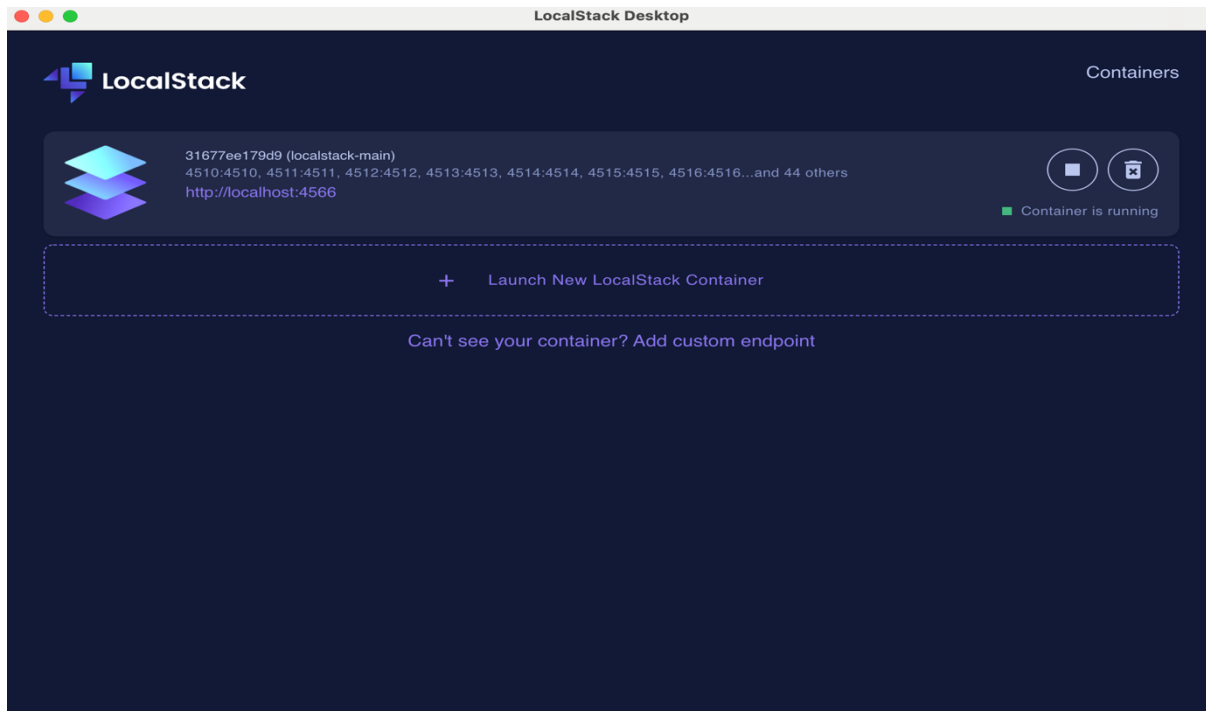 LocalStack Desktop
LocalStack
Containers
31677ee179d9 (localstack-main)
4510:4510, 4511:4511, 4512:4512, 4513:4513, 4514:4514, 4515:4515, 4516:4516...and 44 others
http://localhost:4566
Container is running
+ Launch New LocalStack Container
Can't see your container? Add custom endpoint